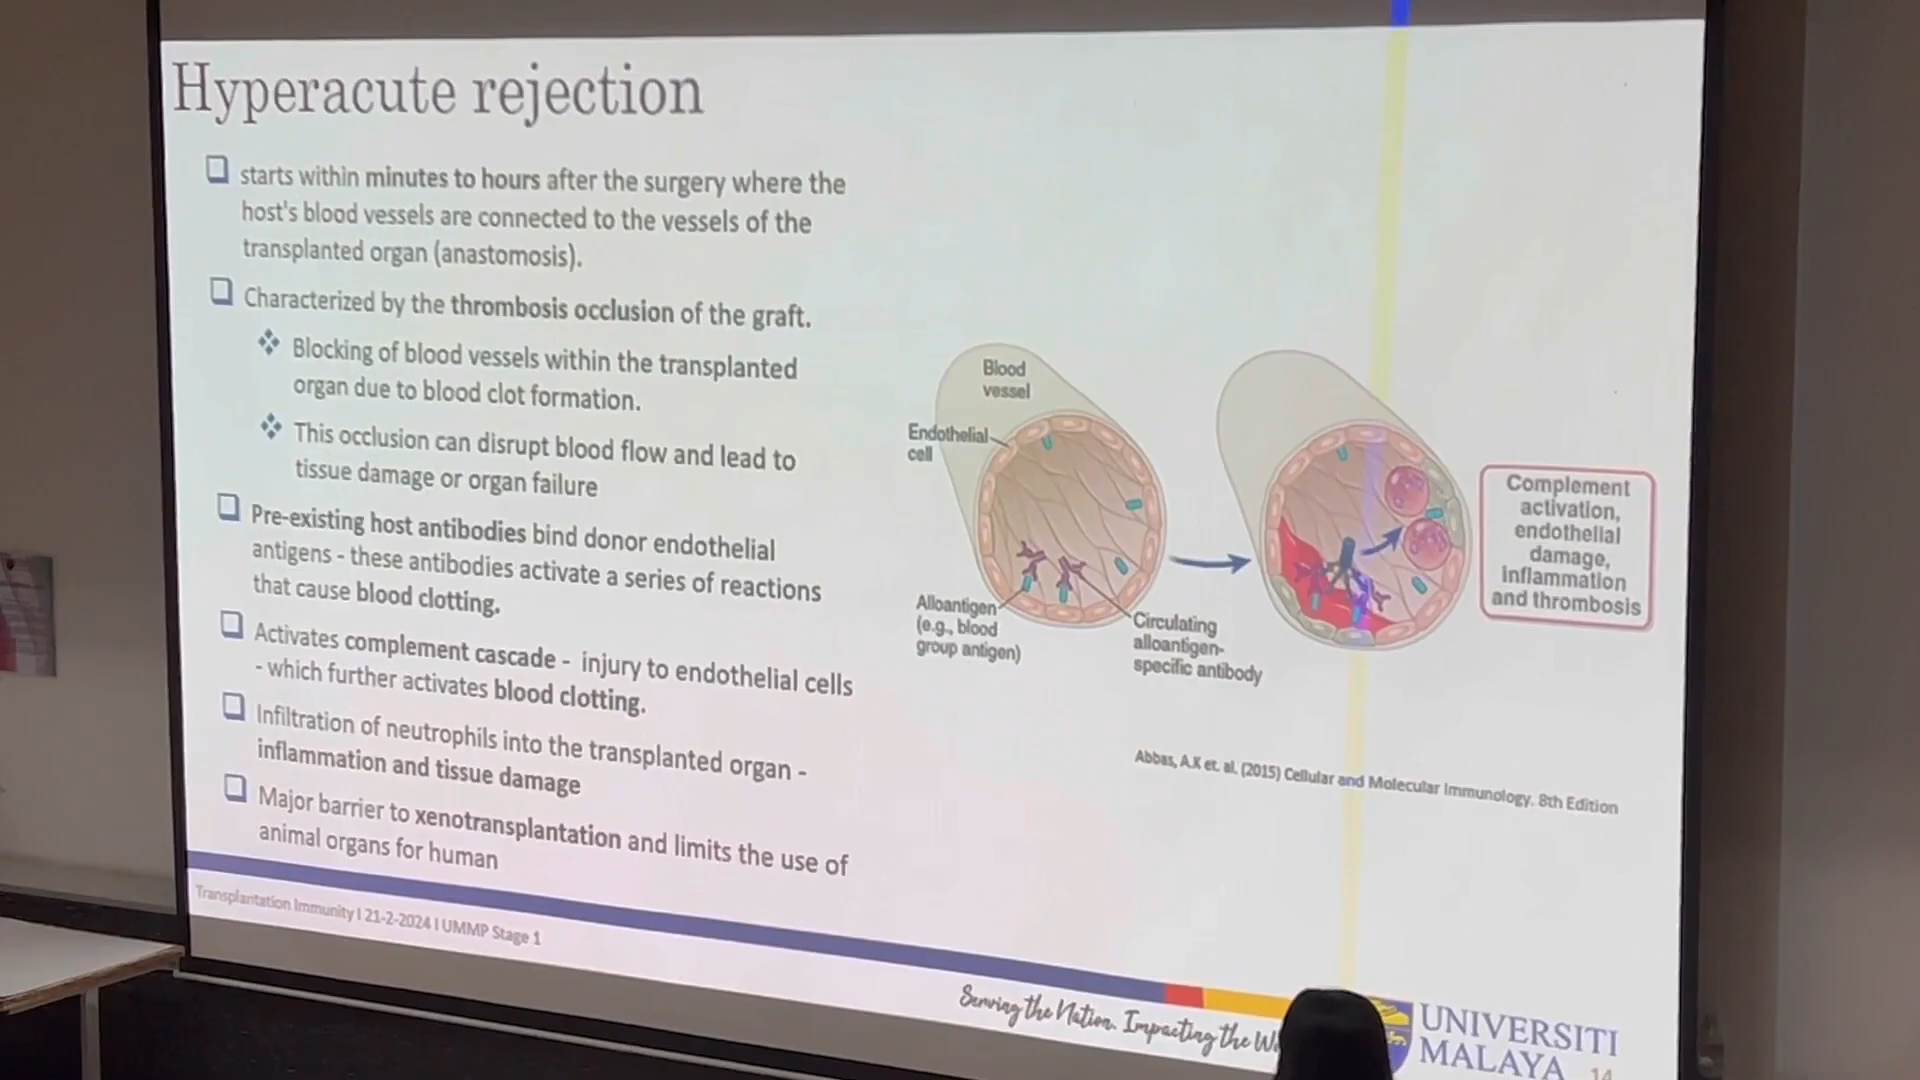 Hyperacute rejection
starts within minutes to hours after the surgery where the
host's blood vessels are connected to the vessels of the
transplanted organ (anastomosis).
Characterized by the thrombosis occlusion of the graft.
Blocking of blood vessels within the transplanted
organ due to blood clot formation.
This occlusion can disrupt blood flow and lead to
tissue damage or organ failure
Pre-existing host antibodies bind donor endothelial
antigens - these antibodies activate a series of reactions
that cause blood clotting.
Activates complement cascade - injury to endothelial cells
- which further activates blood clotting.
Infiltration of neutrophils into the transplanted organ -
inflammation and tissue damage
Major barrier to xenotransplantation and limits the use of
animal organs for human
Blood
vessel
Endothelial
cell
Alloantigen
(e.g., blood
group antigen)
Circulating
alloantigen-
specific antibody
Complement
activation,
endothelial
damage,
inflammation
and thrombosis
Abbas, A.K et. al. (2015) Cellular and Molecular Immunology. 8th Edition
Transplantation Immunity I 21-2-2024 I UMMP Stage 1
Serving the Nation. Impacting the
UNIVERSITI
MALAYA
14